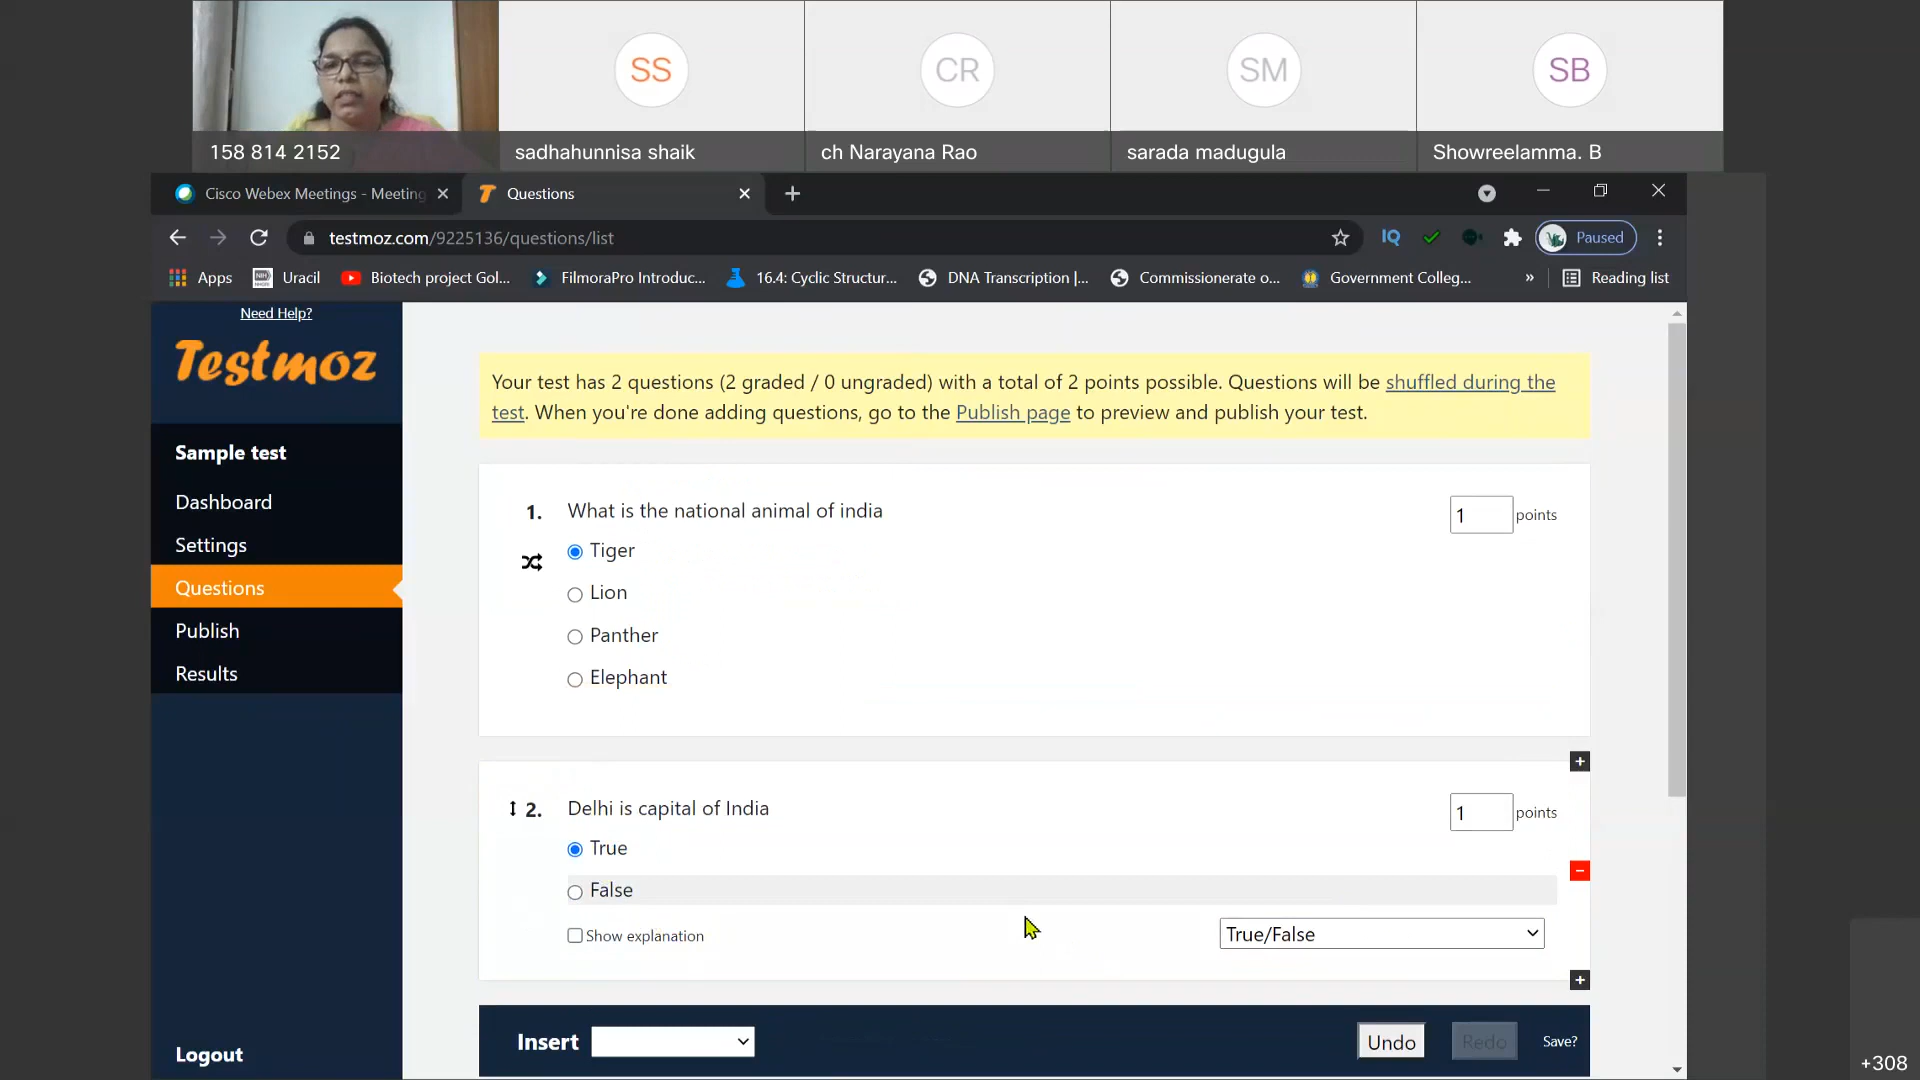 SS
CR
SM
SB
158 814 2152
sadhahunnisa shaik
ch Narayana Rao
sarada madugula
Showreelamma. B
Cisco Webex Meetings - Meeting
Questions
testmoz.com/9225136/questions/list
IQ
Paused
Apps
Uracil
Biotech project Gol...
FilmoraPro Introduc...
16.4: Cyclic Structur...
DNA Transcription |...
Commissionerate o...
Government Colleg...
»
Reading list
Need Help?
Testmoz
Sample test
Dashboard
Settings
Questions
Publish
Results
Logout
Your test has 2 questions (2 graded / 0 ungraded) with a total of 2 points possible. Questions will be shuffled during the
test. When you're done adding questions, go to the Publish page to preview and publish your test.
1. What is the national animal of india
1 points
Tiger
Lion
Panther
Elephant
2. Delhi is capital of India
1 points
True
False
Show explanation
True/False
Insert
Undo
Redo
Save?
+308